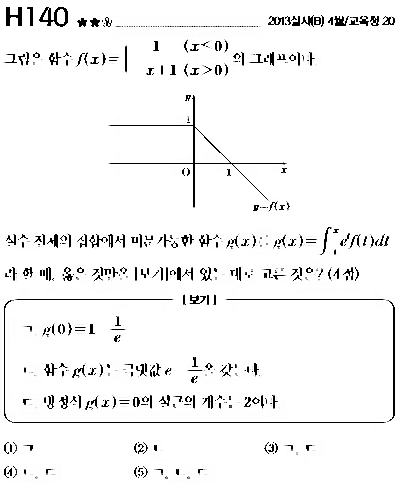 H140 ★★☆ 2013실시(B) 4월/교육청 20
그림은 함수 f(x)= { 1 (x<0)
x+1 (x>0) 의 그래프이다
y
1
O 1 x
y=f(x)
실수 전체의 집합에서 미분가능한 함수 g(x)를 g(x)=∫ˣ eᵗf(t)dt
라 할 때, 옳은 것만을 [보기]에서 있는 대로 고른 것은? (4점)
[보기]
ㄱ. g(0)=1 1/e
ㄴ. 함수 g(x)는 극댓값 e 1/e을 갖는다
ㄷ. 방정식 g(x)=0의 실근의 개수는 2이다
(1) ㄱ (2) ㄴ (3) ㄱ, ㄷ
(4) ㄴ, ㄷ (5) ㄱ, ㄴ, ㄷ